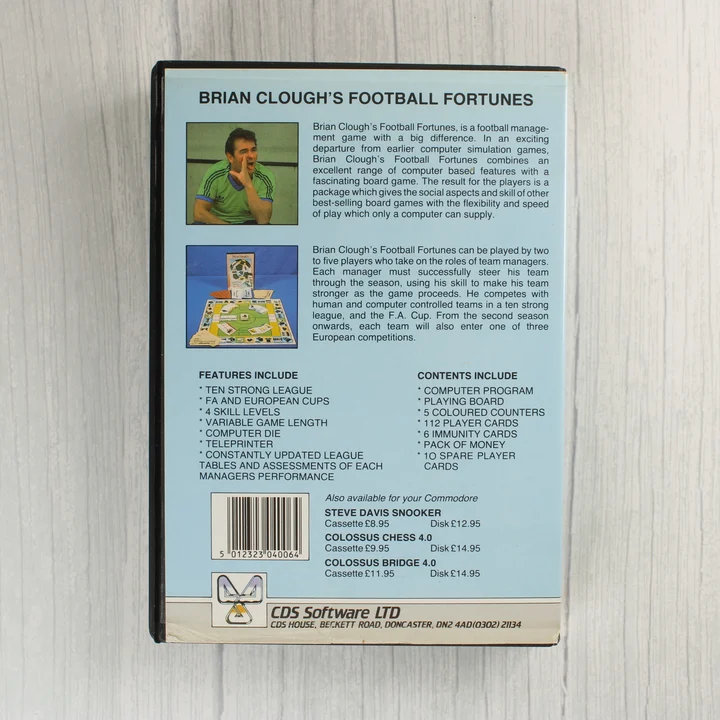 BRIAN CLOUGH'S FOOTBALL FORTUNES
Brian Clough's Football Fortunes, is a football manage-
ment game with a big difference. In an exciting
departure from earlier computer simulation games,
Brian Clough's Football Fortunes combines an
excellent range of computer based features with a
fascinating board game. The result for the players is a
package which gives the social aspects and skill of other
best-selling board games with the flexibility and speed
of play which only a computer can supply.
Brian Clough's Football Fortunes can be played by two
to five players who take on the roles of team managers.
Each manager must successfully steer his team
through the season, using his skill to make his team
stronger as the game proceeds. He competes with
human and computer controlled teams in a ten strong
league, and the F.A. Cup. From the second season
onwards, each team will also enter one of three
European competitions.
FEATURES INCLUDE
* TEN STRONG LEAGUE
* FA AND EUROPEAN CUPS
* 4 SKILL LEVELS
* VARIABLE GAME LENGTH
* COMPUTER DIE
* TELEPRINTER
* CONSTANTLY UPDATED LEAGUE
TABLES AND ASSESSMENTS OF EACH
MANAGERS PERFORMANCE
CONTENTS INCLUDE
* COMPUTER PROGRAM
* PLAYING BOARD
* 5 COLOURED COUNTERS
* 112 PLAYER CARDS
* 6 IMMUNITY CARDS
* PACK OF MONEY
* 10 SPARE PLAYER
CARDS
5 012323 040064
Also available for your Commodore
STEVE DAVIS SNOOKER
Cassette £8.95 Disk £12.95
COLOSSUS CHESS 4.0
Cassette £9.95 Disk £14.95
COLOSSUS BRIDGE 4.0
Cassette £11.95 Disk £14.95
CDS Software LTD
CDS HOUSE, BECKETT ROAD, DONCASTER, DN2 4AD (0302) 21134